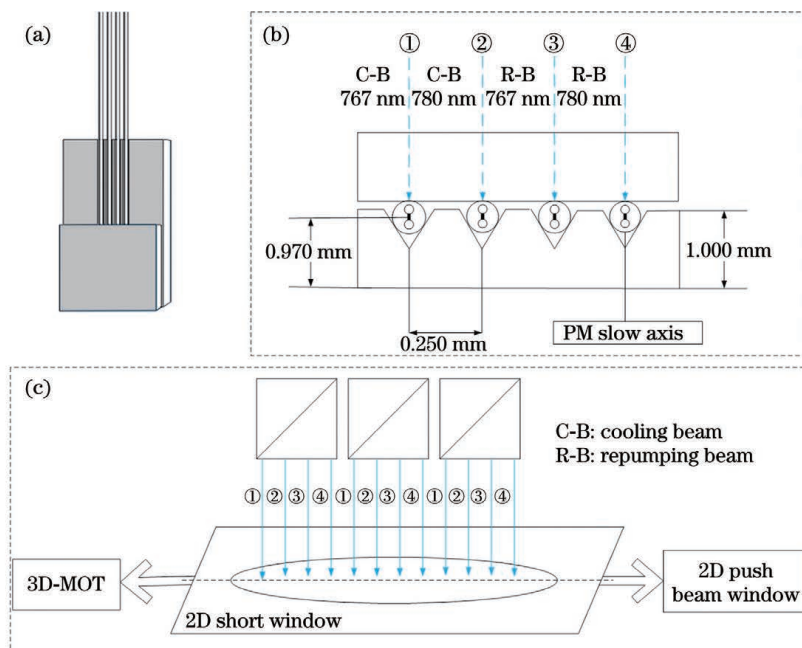 (a)
(b)
① ② ③ ④
C-B C-B R-B R-B
767 nm 780 nm 767 nm 780 nm
0.970 mm
1.000 mm
0.250 mm
PM slow axis
(c)
C-B: cooling beam
R-B: repumping beam
① ② ③ ④ ① ② ③ ④ ① ② ③ ④
3D-MOT
2D push
beam window
2D short window